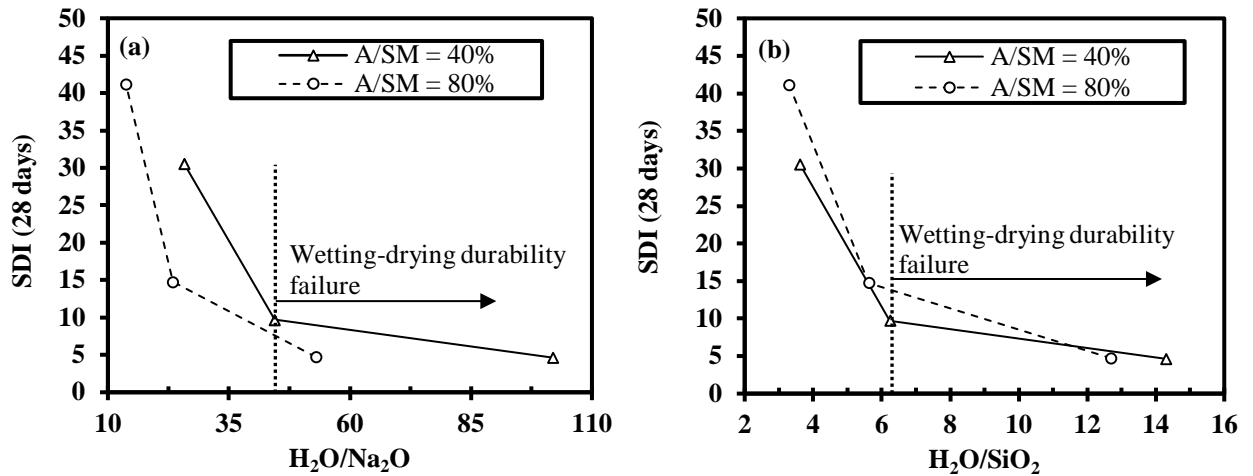 (a)
A/SM = 40%
A/SM = 80%
SDI (28 days)
50
45
40
35
30
25
20
15
10
5
0
Wetting-drying durability
failure
10 35 60 85 110
H₂O/Na₂O
(b)
A/SM = 40%
A/SM = 80%
SDI (28 days)
50
45
40
35
30
25
20
15
10
5
0
Wetting-drying durability
failure
2 4 6 8 10 12 14 16
H₂O/SiO₂